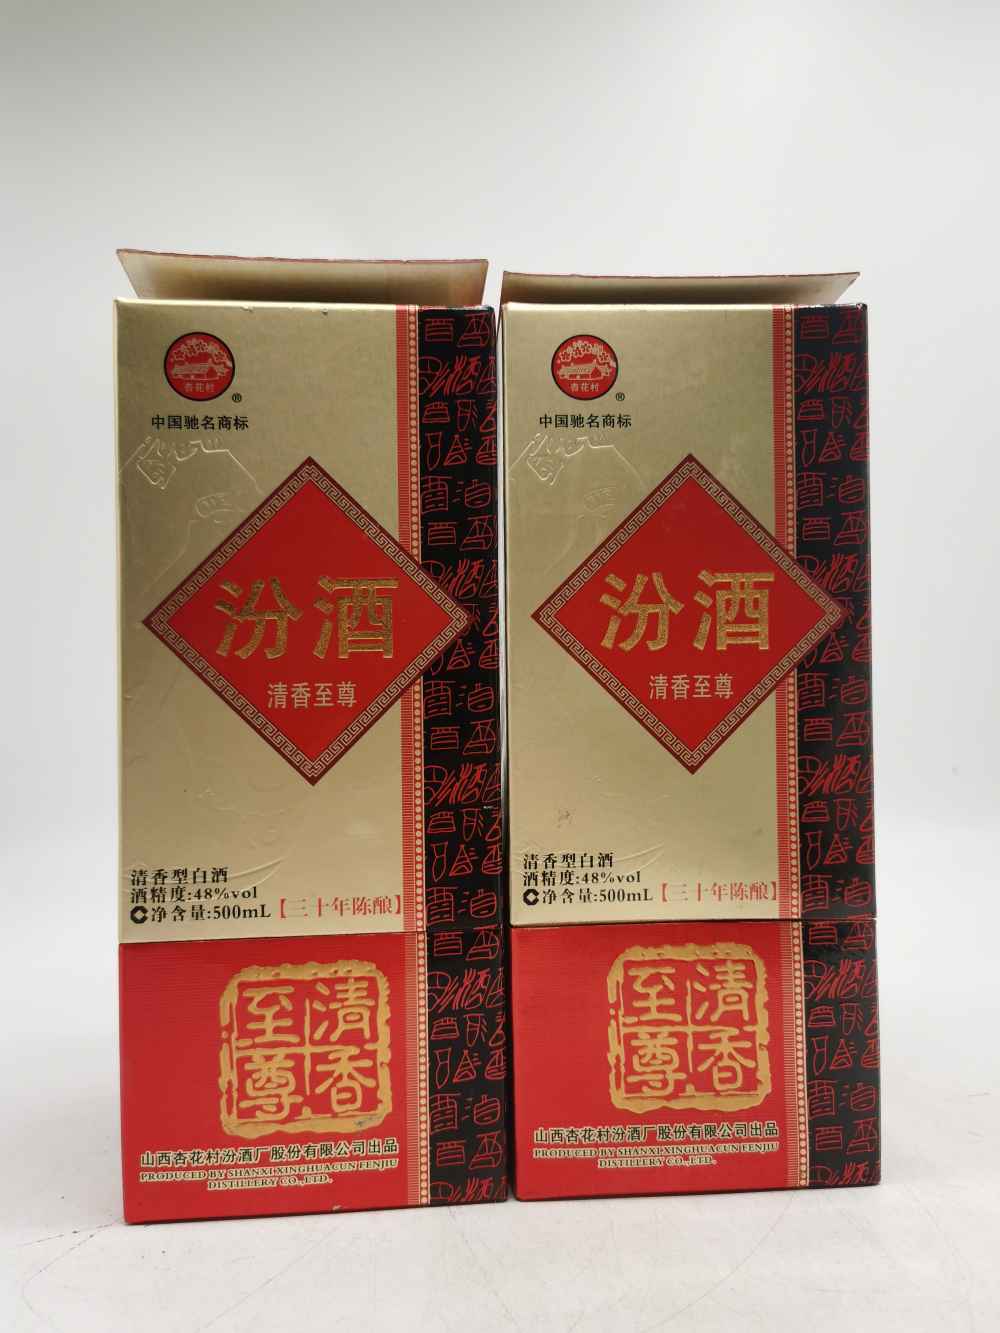 杏花村
®
中国驰名商标
汾酒
清香至尊
清香型白酒
酒精度:48%vol
净含量:500mL【三十年陈酿】
清香
至尊
山西杏花村汾酒厂股份有限公司出品
PRODUCED BY SHANXI XINGHUACUN FENJIU
DISTILLERY CO.,LTD.
杏花村
®
中国驰名商标
汾酒
清香至尊
清香型白酒
酒精度:48%vol
净含量:500mL【三十年陈酿】
清香
至尊
山西杏花村汾酒厂股份有限公司出品
PRODUCED BY SHANXI XINGHUACUN FENJIU
DISTILLERY CO.,LTD.